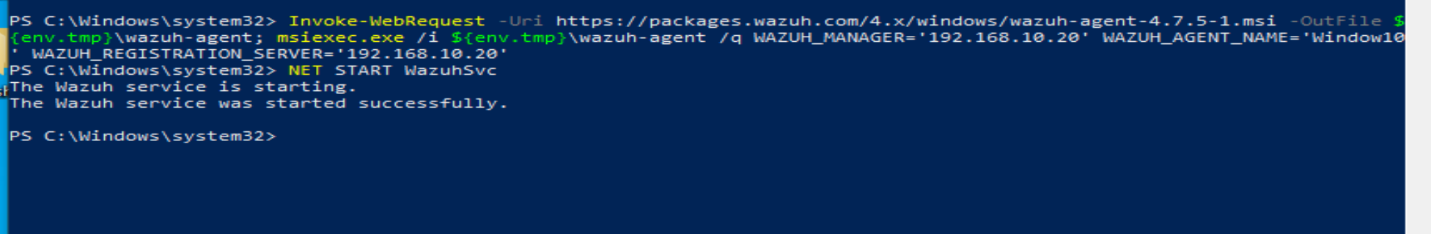 PS C:\Windows\system32> Invoke-WebRequest -Uri https://packages.wazuh.com/4.x/windows/wazuh-agent-4.7.5-1.msi -OutFile $
{env.tmp}\wazuh-agent; msiexec.exe /i ${env.tmp}\wazuh-agent /q WAZUH_MANAGER='192.168.10.20' WAZUH_AGENT_NAME='Window10
' WAZUH_REGISTRATION_SERVER='192.168.10.20'
PS C:\Windows\system32> NET START WazuhSvc
The Wazuh service is starting.
The Wazuh service was started successfully.
PS C:\Windows\system32>